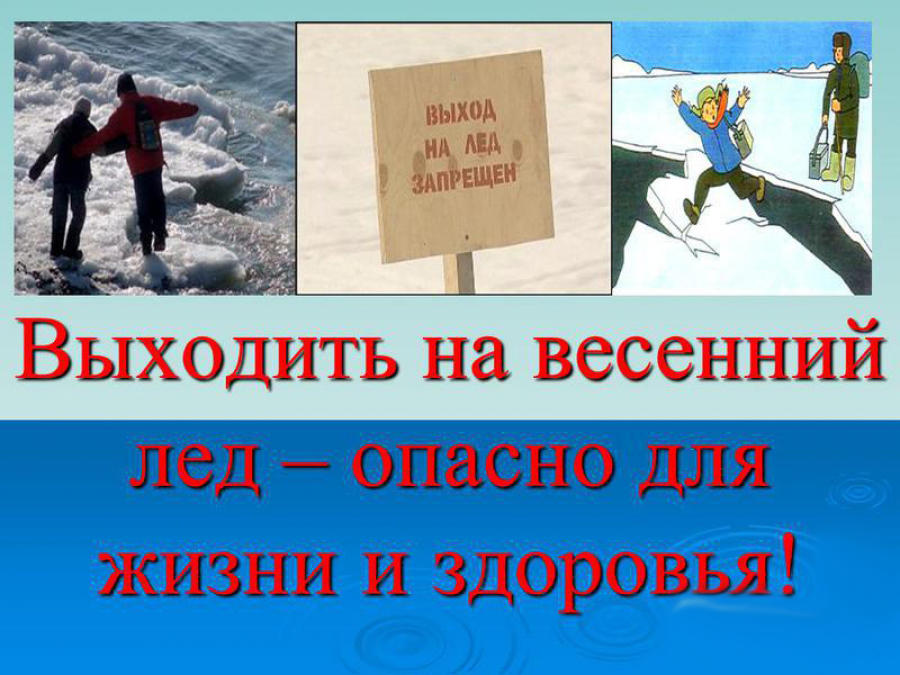 ВЫХОД
НА ЛЕД
ЗАПРЕЩЕН
Выходить на весенний
лед – опасно для
жизни и здоровья!